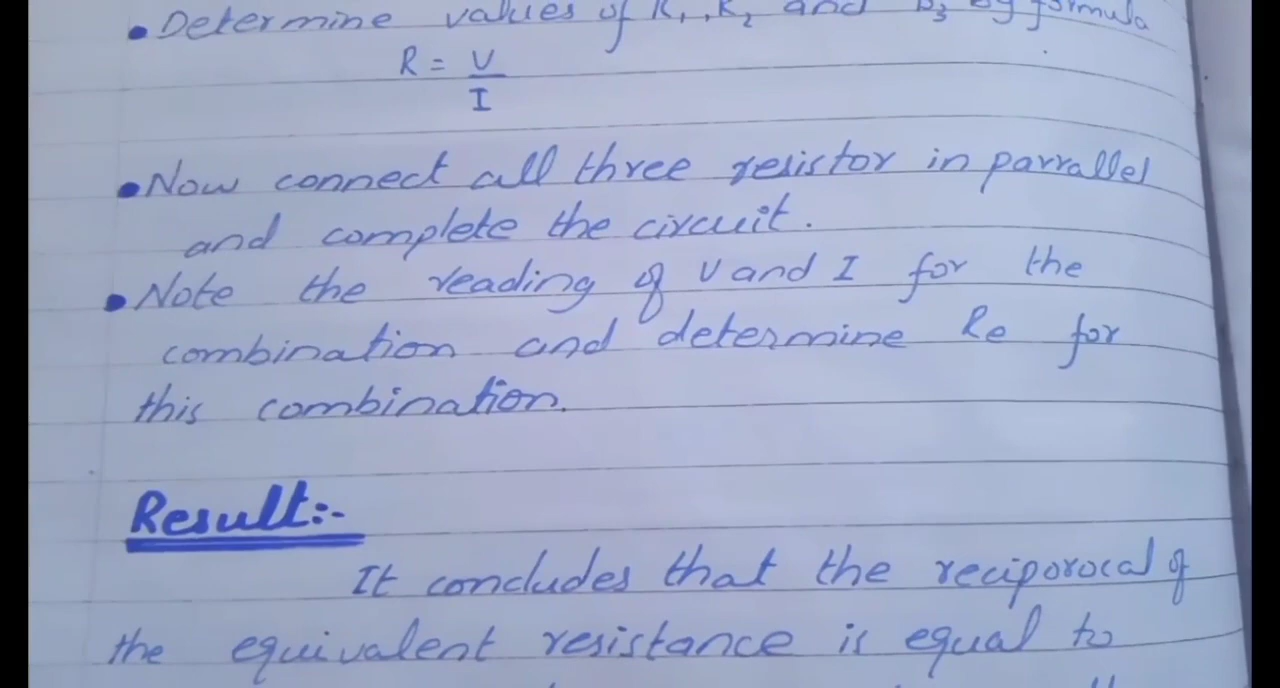 • Determine values of R₁, R₂ and R₃ by formula
R = V
I
• Now connect all three resistor in parrallel
and complete the circuit.
• Note the reading of V and I for the
combination and determine Re for
this combination.
Result:-
It concludes that the reciporocal of
the equivalent resistance is equal to